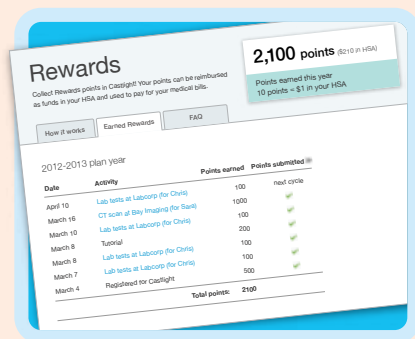 Rewards
Collect Rewards points in Castlight! Your points can be reimbursed
as funds in your HSA and used to pay for your medical bills.
2,100 points ($210 in HSA)
Points earned this year
10 points = $1 in your HSA
How it works Earned Rewards FAQ
2012-2013 plan year
Date Activity Points earned Points submitted
April 10 Lab tests at Labcorp (for Chris) 100 next cycle
March 16 CT scan at Bay Imaging (for Sara) 1000
March 10 Lab tests at Labcorp (for Chris) 100
March 8 Tutorial 200
March 8 Lab tests at Labcorp (for Chris) 100
March 7 Lab tests at Labcorp (for Chris) 100
March 4 Registered for Castlight 500
Total points: 2100